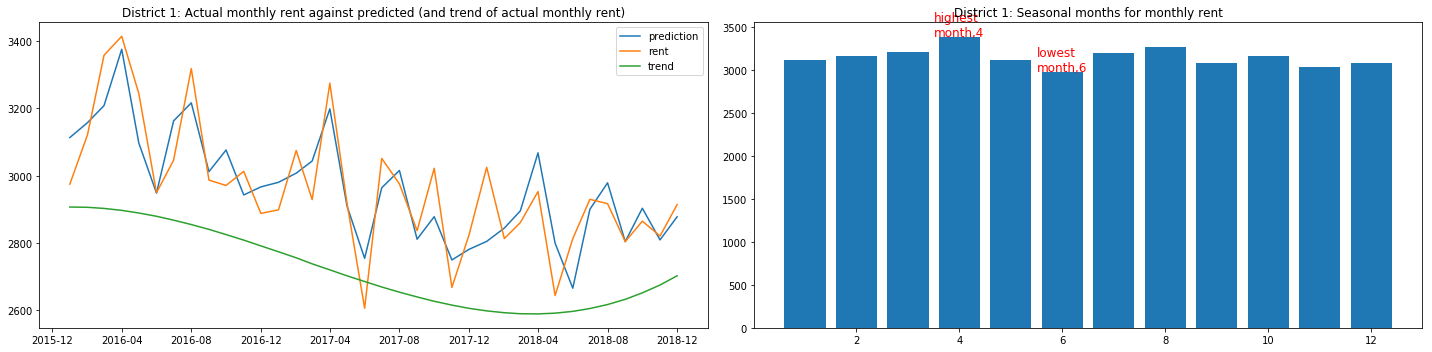 District 1: Actual monthly rent against predicted (and trend of actual monthly rent)
3400
3200
3000
2800
2600
2015-12 2016-04 2016-08 2016-12 2017-04 2017-08 2017-12 2018-04 2018-08 2018-12
prediction
rent
trend
District 1: Seasonal months for monthly rent
highest
month,4
lowest
month,6
3500
3000
2500
2000
1500
1000
500
0
2 4 6 8 10 12